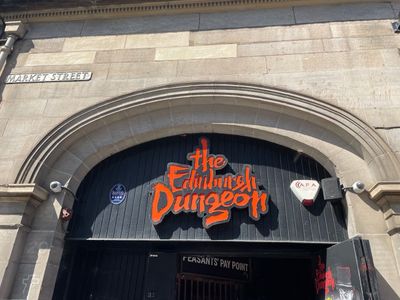 MARKET STREET
the
Edinburgh
Dungeon
PEASANTS' PAY POINT